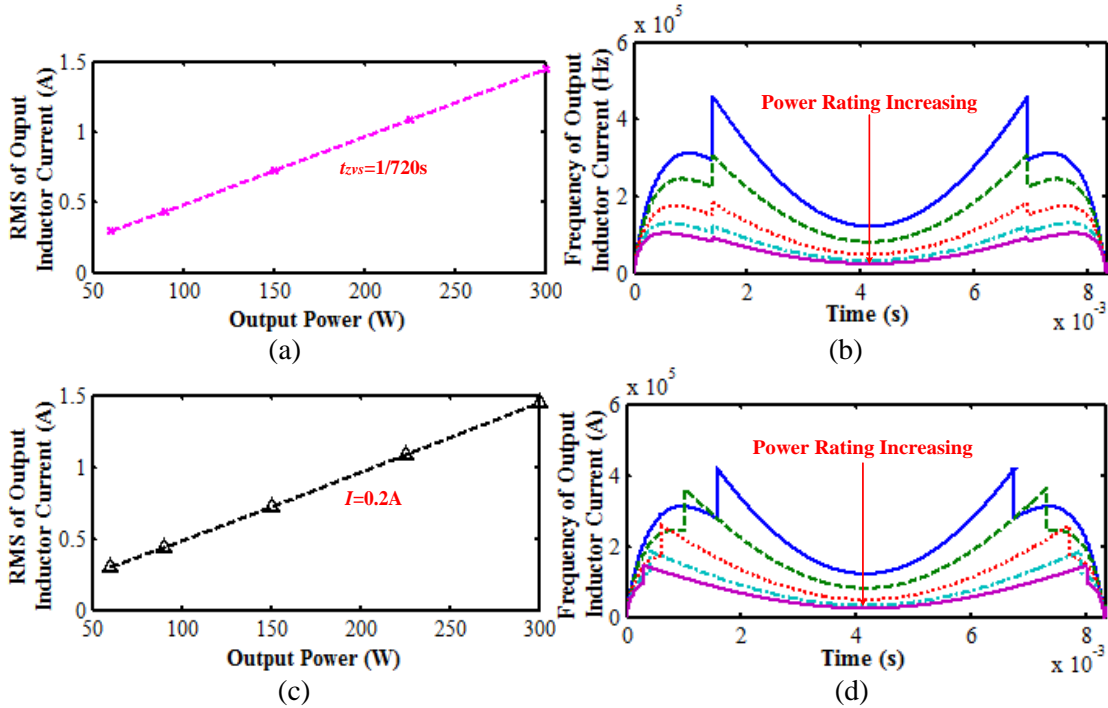 1.5
1
0.5
0
50
100
150
200
250
300
RMS of Ouput
Inductor Current (A)
t_zvs=1/720s
Output Power (W)
(a)
x 10^5
6
4
2
0
0
2
4
6
8
Frequency of Output
Inductor Current (Hz)
Power Rating Increasing
Time (s)
x 10^-3
(b)
1.5
1
0.5
0
50
100
150
200
250
300
RMS of Output
Inductor Current (A)
I=0.2A
Output Power (W)
(c)
x 10^5
6
4
2
0
0
2
4
6
8
Frequency of Output
Inductor Current (A)
Power Rating Increasing
Time (s)
x 10^-3
(d)